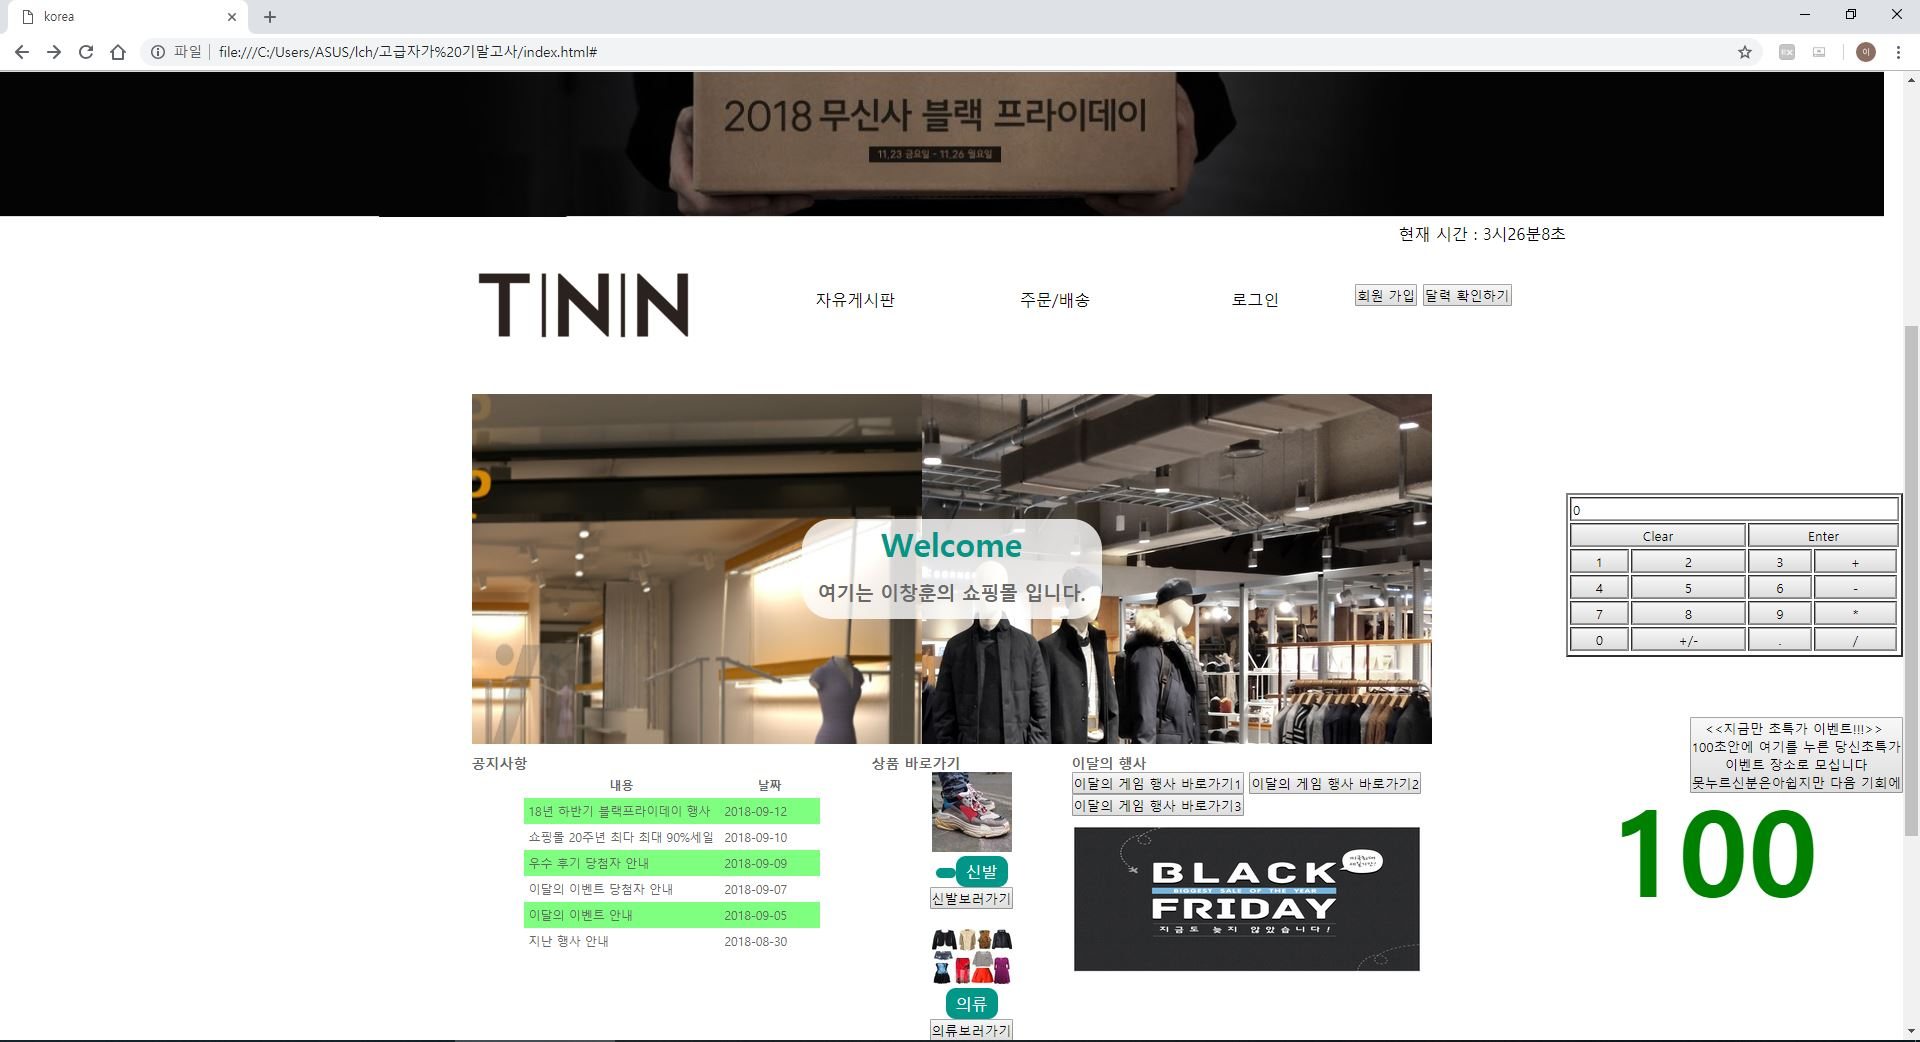 korea
파일
file:///C:/Users/ASUS/lch/고급자가%20기말고사/index.html#
EX
이
2018 무신사 블랙 프라이데이
11.23 금요일 - 11.26 월요일
현재 시간 : 3시26분8초
T|N|N
자유게시판
주문/배송
로그인
회원 가입
달력 확인하기
Welcome
여기는 이창훈의 쇼핑몰 입니다.
0
Clear Enter
1 2 3 +
4 5 6 -
7 8 9 *
0 +/- . /
<<지금만 초특가 이벤트!!!>>
100초안에 여기를 누른 당신초특가
이벤트 장소로 모십니다
못누르신분은아쉽지만 다음 기회에
100
공지사항
내용 날짜
18년 하반기 블랙프라이데이 행사 2018-09-12
쇼핑몰 20주년 최다 최대 90%세일 2018-09-10
우수 후기 당첨자 안내 2018-09-09
이달의 이벤트 당첨자 안내 2018-09-07
이달의 이벤트 안내 2018-09-05
지난 행사 안내 2018-08-30
상품 바로가기
신발
신발보러가기
의류
의류보러가기
이달의 행사
이달의 게임 행사 바로가기1
이달의 게임 행사 바로가기2
이달의 게임 행사 바로가기3
BLACK
BIGGEST SALE OF THE YEAR
FRIDAY
지금도 늦지 않았습니다!